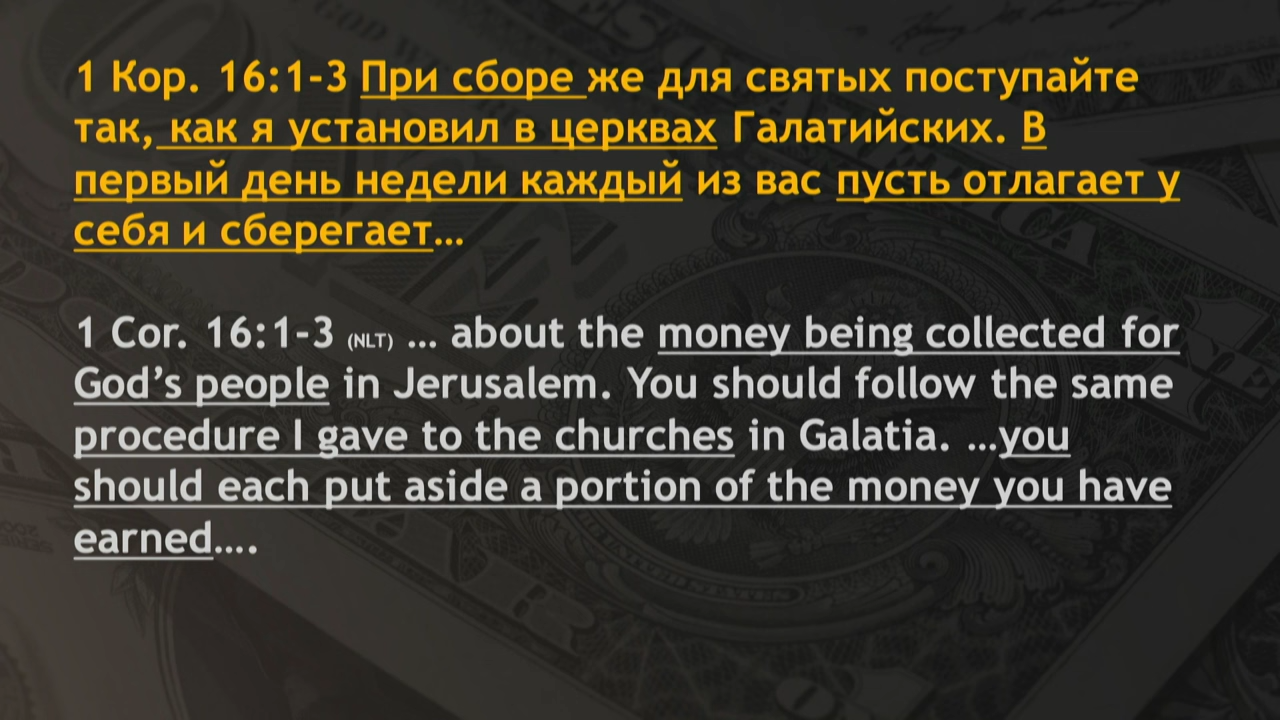 1 Кор. 16:1-3 При сборе же для святых поступайте
так, как я установил в церквах Галатийских. В
первый день недели каждый из вас пусть отлагает у
себя и сберегает…
1 Cor. 16:1-3 (NLT) … about the money being collected for
God’s people in Jerusalem. You should follow the same
procedure I gave to the churches in Galatia. …you
should each put aside a portion of the money you have
earned….